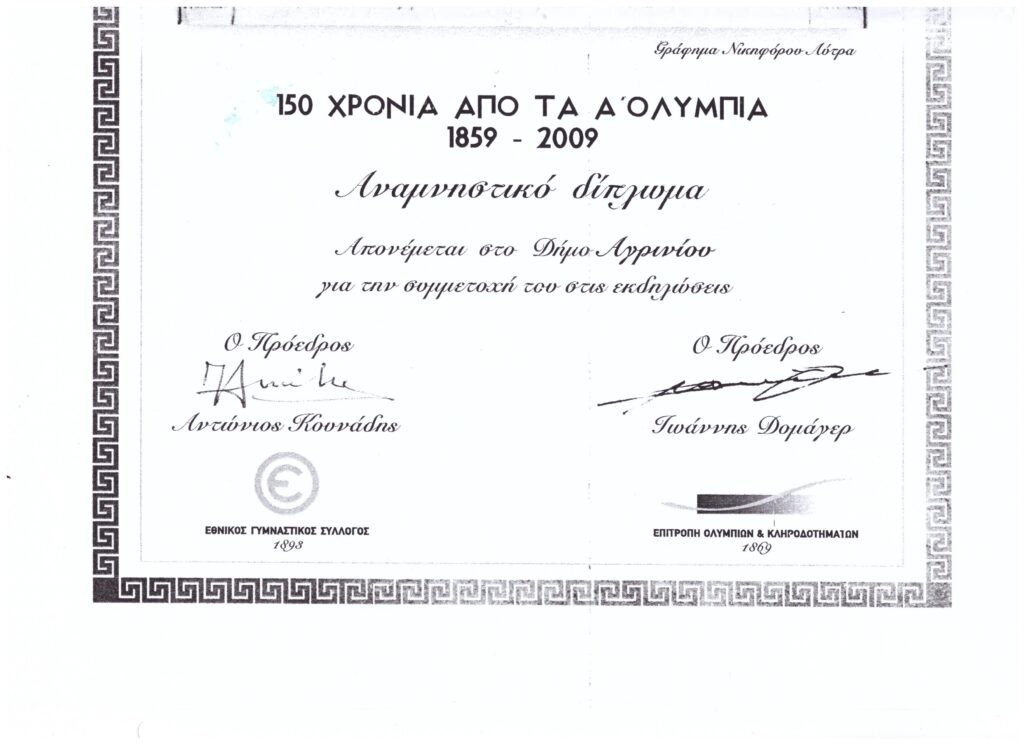 Γράφημα Νικηφόρου Λύτρα
150 ΧΡΟΝΙΑ ΑΠΟ ΤΑ Α΄ΟΛΥΜΠΙΑ
1859 - 2009
Αναμνηστικό δίπλωμα
Απονέμεται στο Δήμο Αγρινίου
για την συμμετοχή του στις εκδηλώσεις
Ο Πρόεδρος
Αντώνιος Κουνάδης
ΕΘΝΙΚΟΣ ΓΥΜΝΑΣΤΙΚΟΣ ΣΥΛΛΟΓΟΣ
1893
Ο Πρόεδρος
Ιωάννης Δομάγερ
ΕΠΙΤΡΟΠΗ ΟΛΥΜΠΙΩΝ & ΚΛΗΡΟΔΟΤΗΜΑΤΩΝ
1869